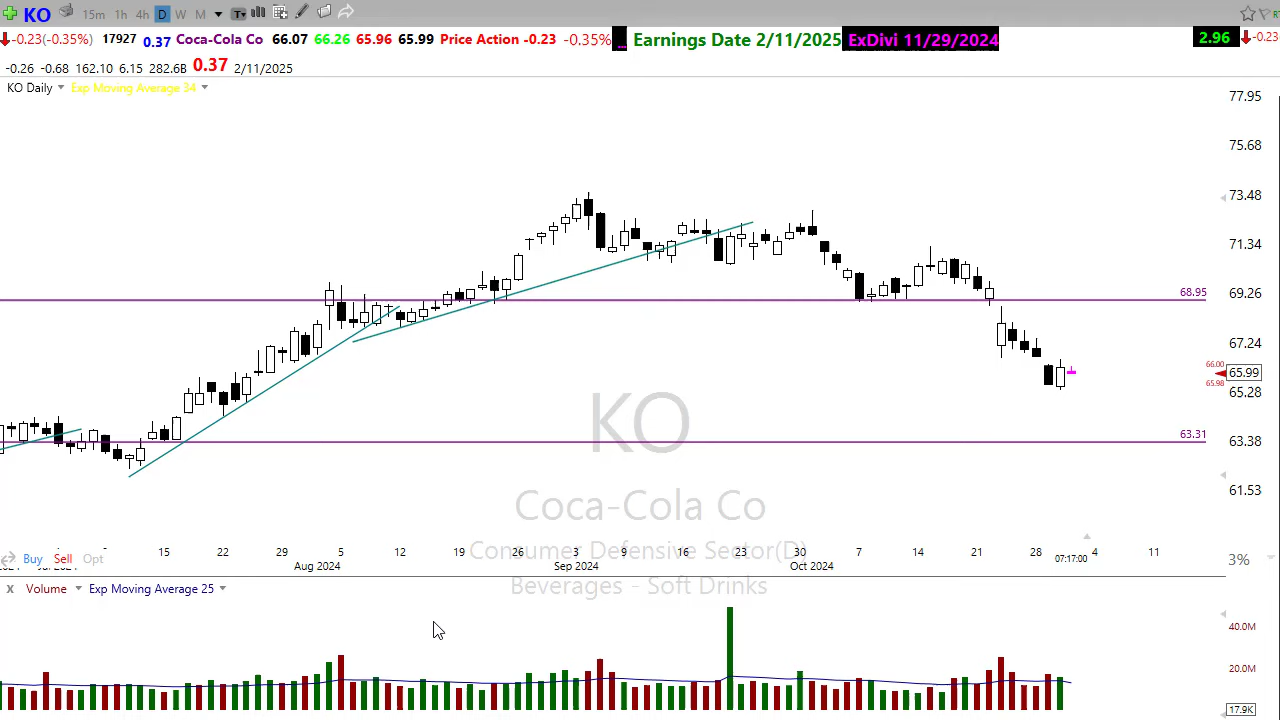 KO 15m 1h 4h D W M T
-0.23(-0.35%) 17927 0.37 Coca-Cola Co 66.07 66.26 65.96 65.99 Price Action -0.23 -0.35% ... Earnings Date 2/11/2025 ExDivi 11/29/2024 2.96 -0.23
-0.26 -0.68 162.10 6.15 282.6B 0.37 2/11/2025
KO Daily Exp Moving Average 34
77.95
75.68
73.48
71.34
68.95
69.26
67.24
66.00
65.99
65.98
65.28
KO
63.31
63.38
61.53
Coca-Cola Co
Consumer Defensive Sector(D)
Beverages - Soft Drinks
Buy Sell Opt
15 22 29 5 12 19 26 3 9 16 23 30 7 14 21 28 4 11
07:17:00
3%
Aug 2024 Sep 2024 Oct 2024
X Volume Exp Moving Average 25
40.0M
20.0M
17.9K